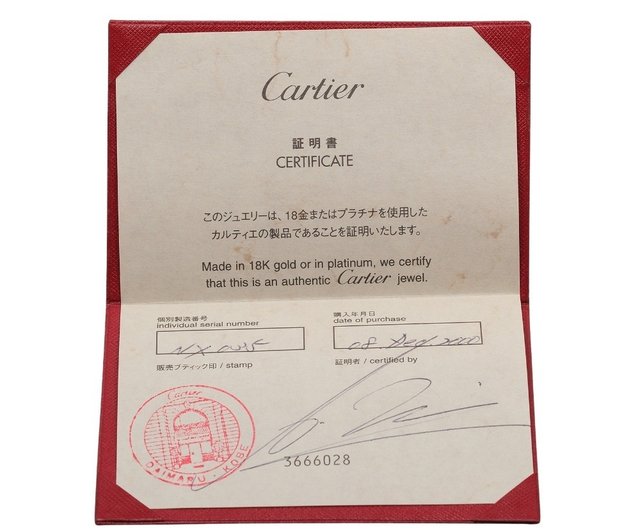 Cartier
証明書
CERTIFICATE
このジュエリーは、18金またはプラチナを使用した
カルティエの製品であることを証明いたします。
Made in 18K gold or in platinum, we certify
that this is an authentic Cartier jewel.
個別製造番号
individual serial number
購入年月日
date of purchase
08 Dec 2000
販売ブティック印 / stamp
証明者 / certified by
Cartier
DAIMARU . KOBE
3666028